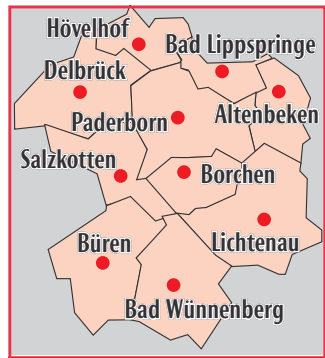 Hövelhof
Bad Lippspringe
Delbrück
Altenbeken
Paderborn
Salzkotten
Borchen
Büren
Lichtenau
Bad Wünnenberg